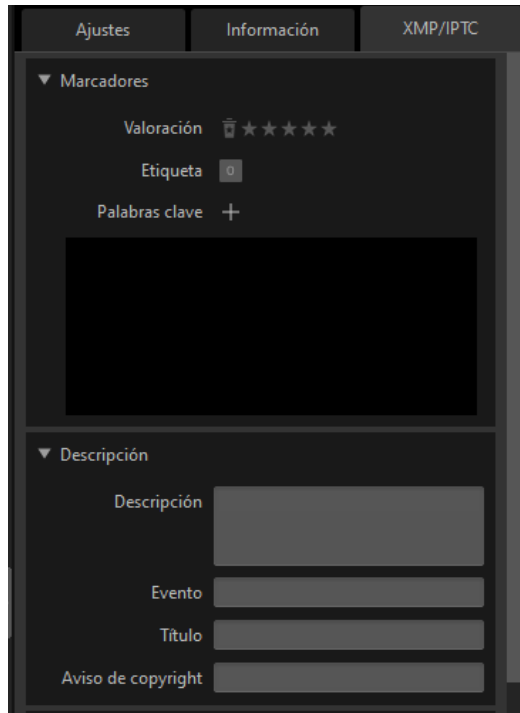 Ajustes Información XMP/IPTC
Marcadores
Valoración
Etiqueta 0
Palabras clave
Descripción
Descripción
Evento
Título
Aviso de copyright